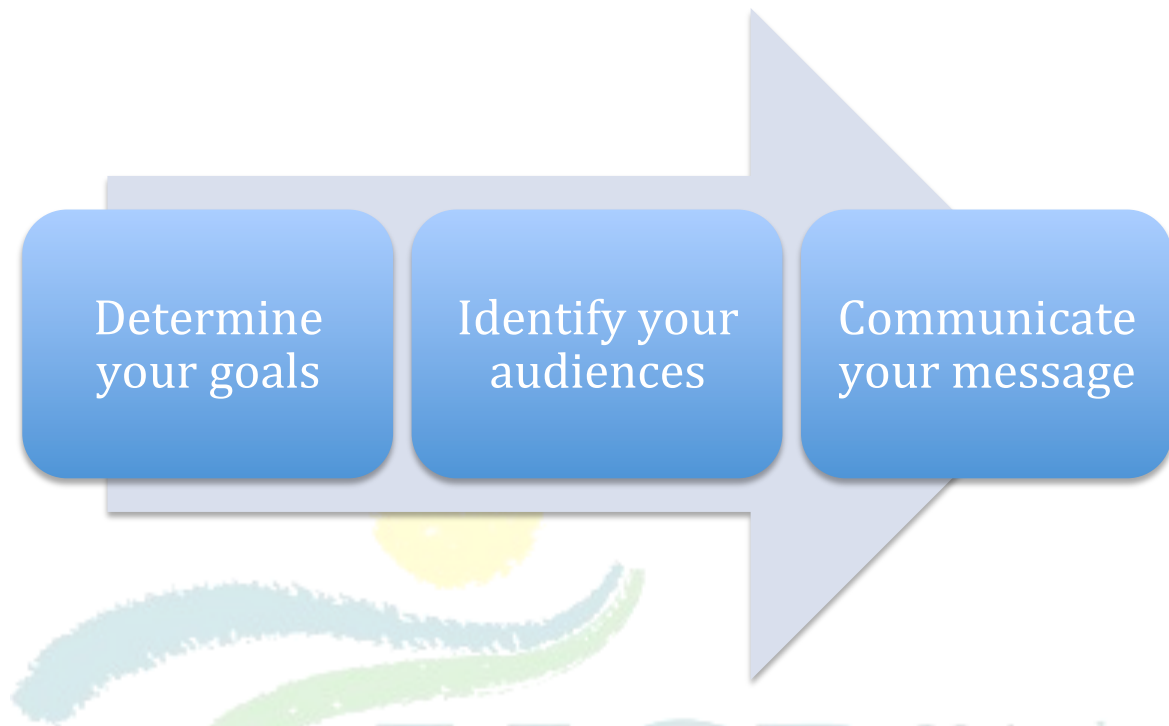 Determine
your goals
Identify your
audiences
Communicate
your message